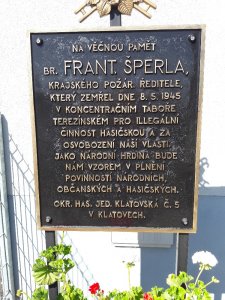 NA VĚČNOU PAMĚŤ
BR. FRANT. ŠPERLA,
KRAJSKÉHO POŽÁR. ŘEDITELE,
KTERÝ ZEMŘEL DNE 8. 5. 1945
V KONCENTRAČNÍM TÁBOŘE
TEREZÍNSKÉM PRO ILLEGÁLNÍ
ČINNOST HASIČSKOU A ZA
OSVOBOZENÍ NAŠÍ VLASTI.
JAKO NÁRODNÍ HRDINA BUDE
NÁM VZOREM V PLNĚNÍ
POVINNOSTÍ NÁRODNÍCH,
OBČANSKÝCH A HASIČSKÝCH.
OKR. HAS. JED. KLATOVSKÁ Č. 5
V KLATOVECH.